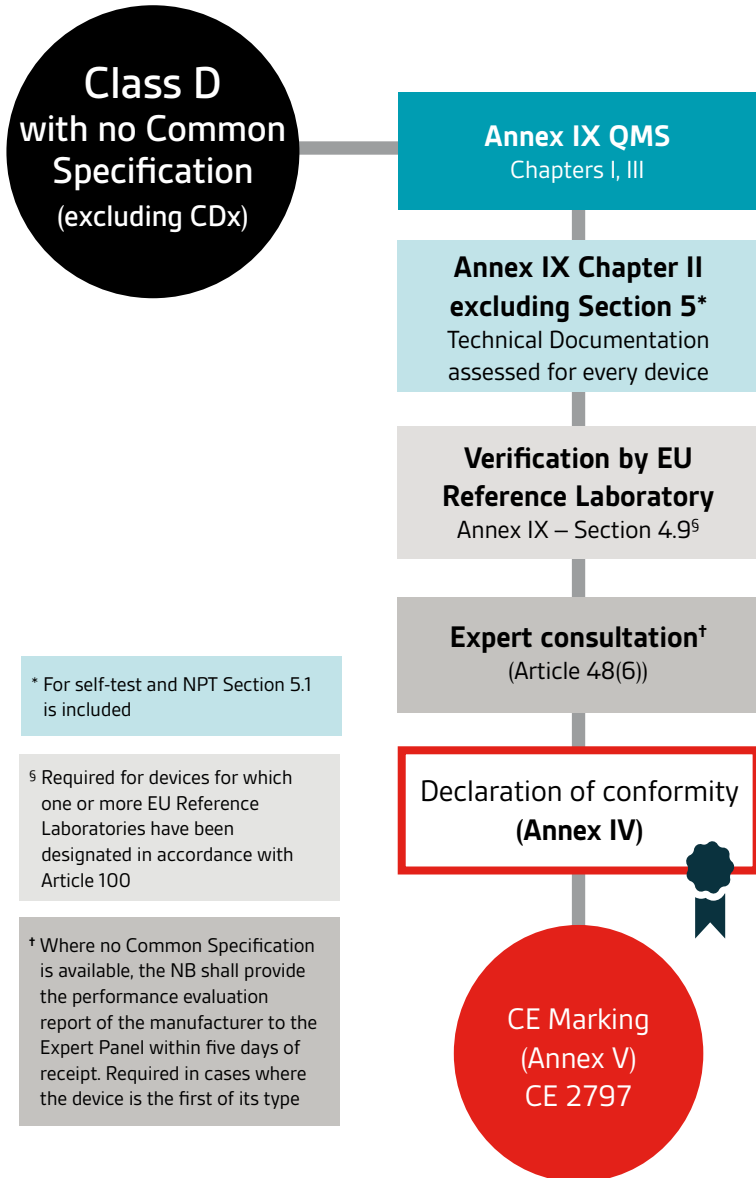 Class D
with no Common
Specification
(excluding CDx)
Annex IX QMS
Chapters I, III
Annex IX Chapter II
excluding Section 5*
Technical Documentation
assessed for every device
Verification by EU
Reference Laboratory
Annex IX – Section 4.9§
Expert consultation†
(Article 48(6))
Declaration of conformity
(Annex IV)
CE Marking
(Annex V)
CE 2797
* For self-test and NPT Section 5.1
is included
§ Required for devices for which
one or more EU Reference
Laboratories have been
designated in accordance with
Article 100
† Where no Common Specification
is available, the NB shall provide
the performance evaluation
report of the manufacturer to the
Expert Panel within five days of
receipt. Required in cases where
the device is the first of its type